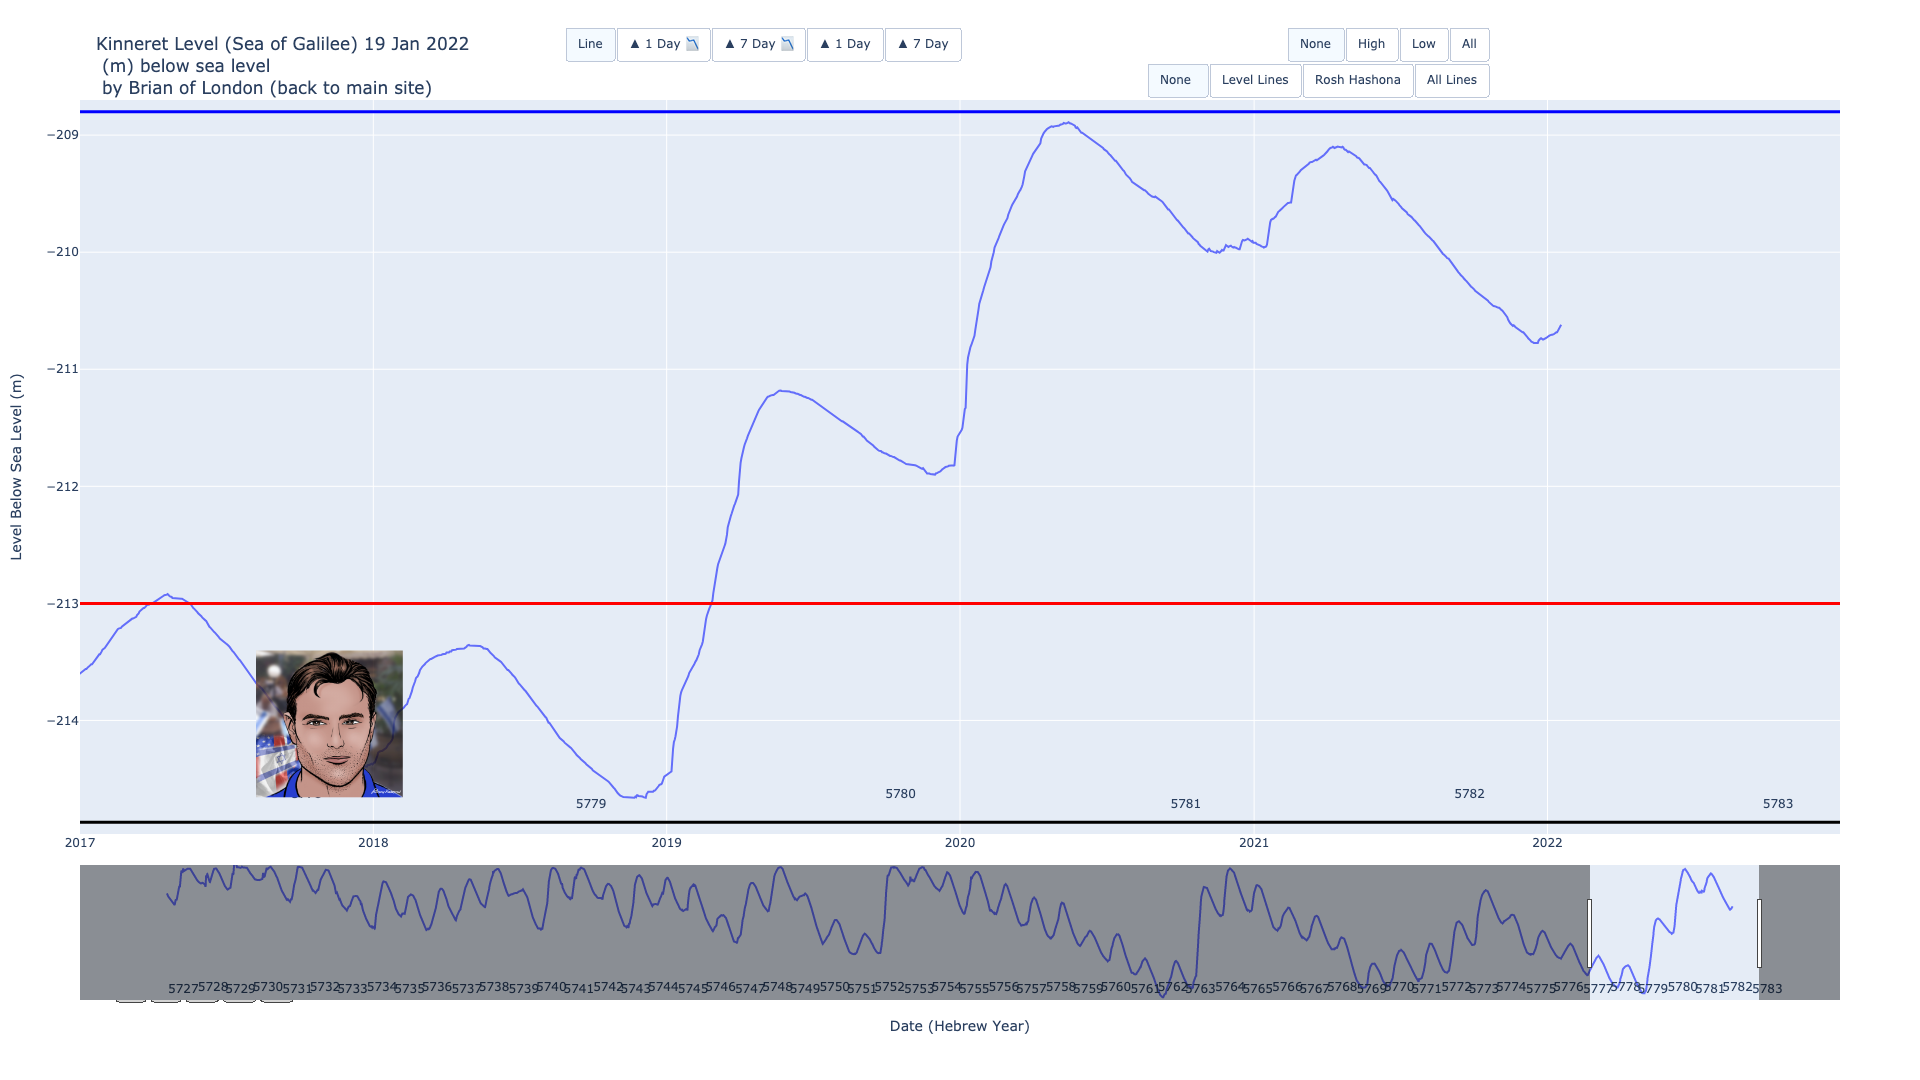 Kinneret Level (Sea of Galilee) 19 Jan 2022
(m) below sea level
by Brian of London (back to main site)
Line ▲ 1 Day 📉 ▲ 7 Day 📉 ▲ 1 Day ▲ 7 Day
None High Low All
None Level Lines Rosh Hashona All Lines
Level Below Sea Level (m)
−209
−210
−211
−212
−213
−214
5779 5780 5781 5782 5783
2017 2018 2019 2020 2021 2022
5727 5728 5729 5730 5731 5732 5733 5734 5735 5736 5737 5738 5739 5740 5741 5742 5743 5744 5745 5746 5747 5748 5749 5750 5751 5752 5753 5754 5755 5756 5757 5758 5759 5760 5761 5762 5763 5764 5765 5766 5767 5768 5769 5770 5771 5772 5773 5774 5775 5776 5777 5778 5779 5780 5781 5782 5783
Date (Hebrew Year)